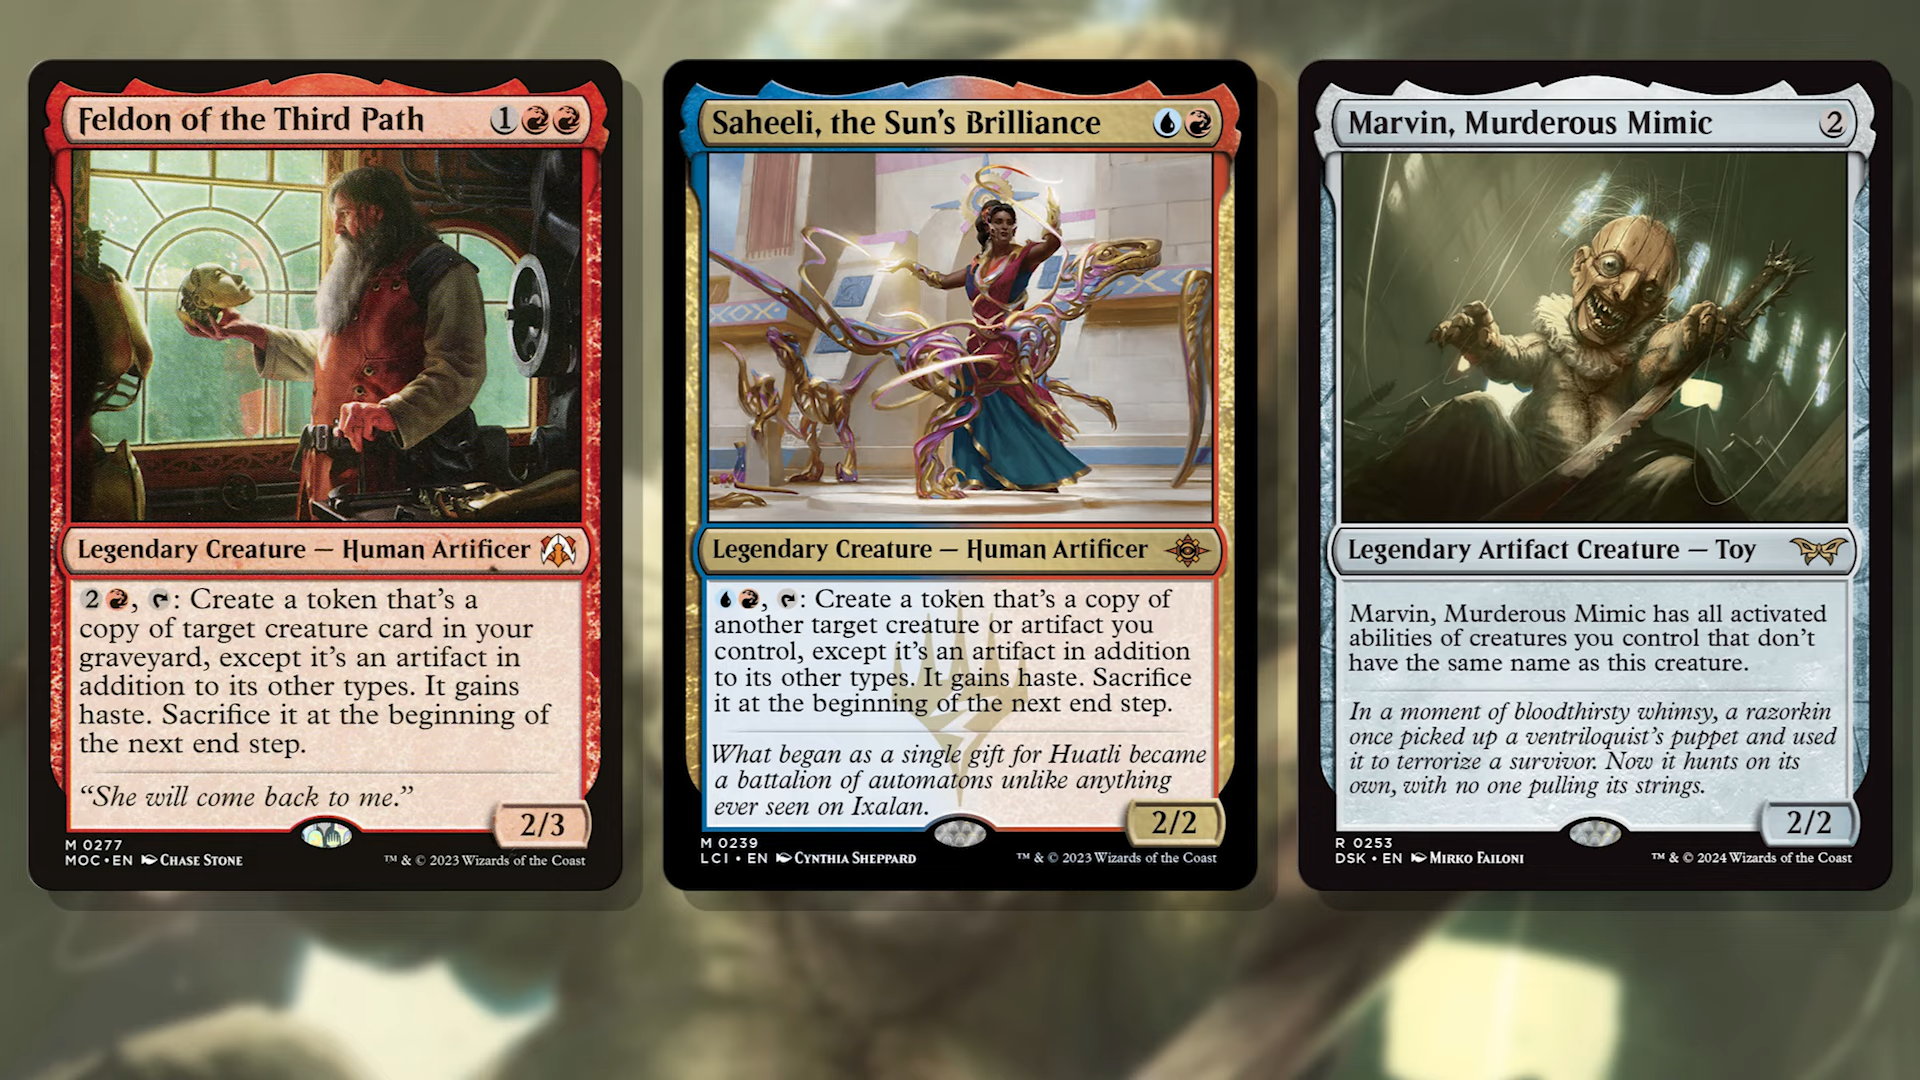 Feldon of the Third Path 1
Legendary Creature — Human Artificer
2, : Create a token that's a
copy of target creature card in your
graveyard, except it's an artifact in
addition to its other types. It gains
haste. Sacrifice it at the beginning of
the next end step.
“She will come back to me.”
2/3
M 0277
MOC • EN CHASE STONE
™ & © 2023 Wizards of the Coast
Saheeli, the Sun's Brilliance
Legendary Creature — Human Artificer
, : Create a token that's a copy of
another target creature or artifact you
control, except it's an artifact in addition
to its other types. It gains haste. Sacrifice
it at the beginning of the next end step.
What began as a single gift for Huatli became
a battalion of automatons unlike anything
ever seen on Ixalan.
2/2
M 0239
LCI • EN CYNTHIA SHEPPARD
™ & © 2023 Wizards of the Coast
Marvin, Murderous Mimic 2
Legendary Artifact Creature — Toy
Marvin, Murderous Mimic has all activated
abilities of creatures you control that don't
have the same name as this creature.
In a moment of bloodthirsty whimsy, a razorkin
once picked up a ventriloquist's puppet and used
it to terrorize a survivor. Now it hunts on its
own, with no one pulling its strings.
2/2
R 0253
DSK • EN MIRKO FAILONI
™ & © 2024 Wizards of the Coast